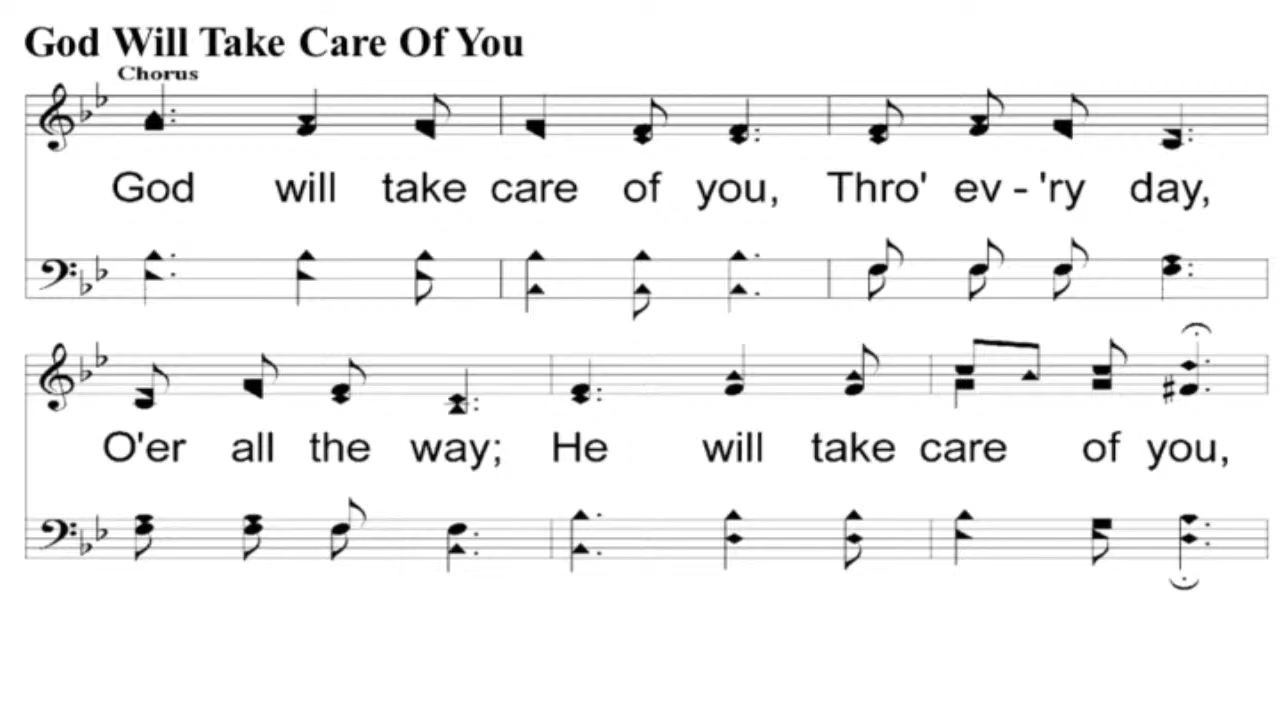 God Will Take Care Of You
Chorus
God will take care of you, Thro' ev - 'ry day,
O'er all the way; He will take care of you,